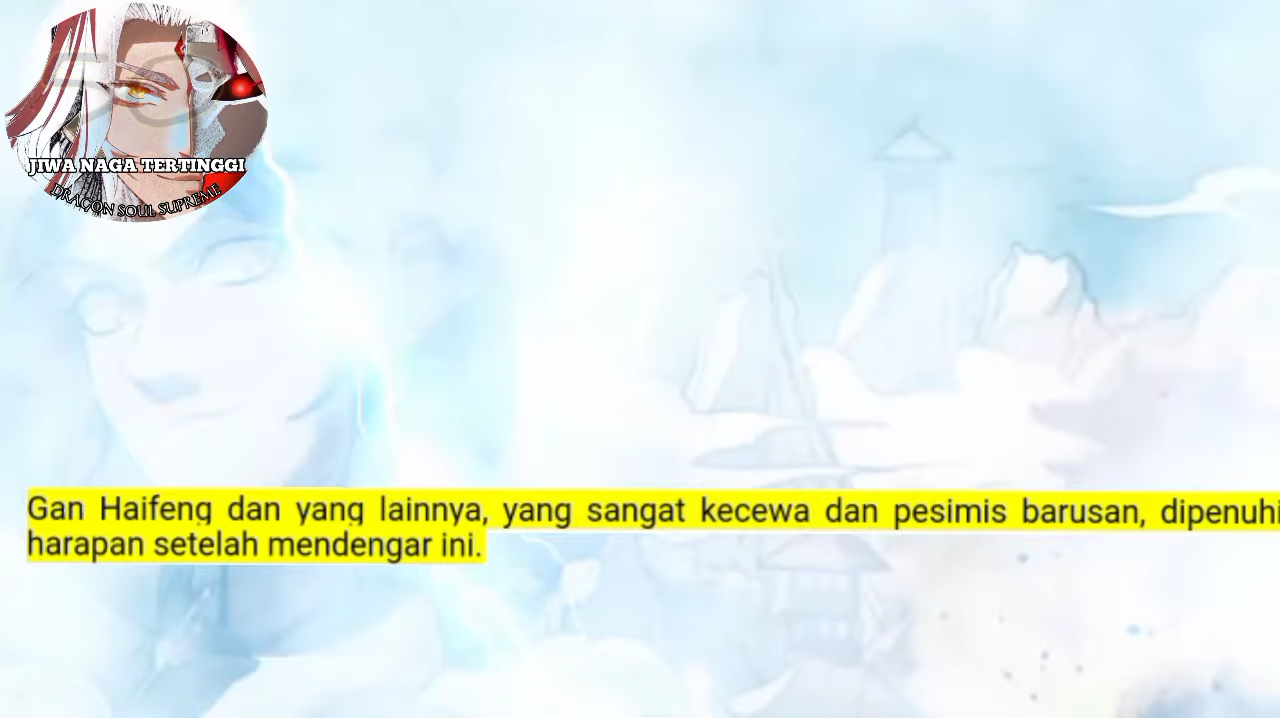 JIWA NAGA TERTINGGI
DRAGON SOUL SUPREME
Gan Haifeng dan yang lainnya, yang sangat kecewa dan pesimis barusan, dipenuhi
harapan setelah mendengar ini.